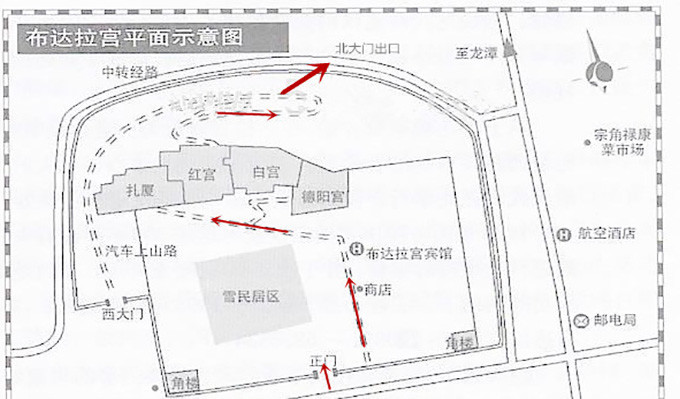 布达拉宫平面示意图
北大门出口
至龙潭
中转经路
宗角禄康
菜市场
红宫
白宫
扎厦
德阳宫
汽车上山路
布达拉宫宾馆
航空酒店
商店
雪民居区
西大门
邮电局
正门
角楼
角楼